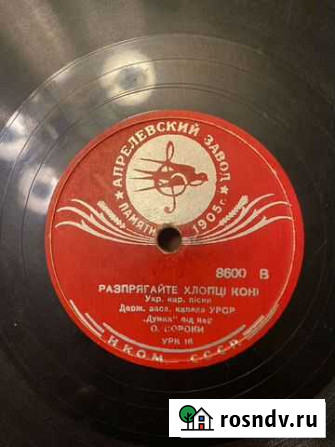 АПРЕЛЕВСКИЙ ЗАВОД
ПАМЯТИ 1905 г.
8600 В
РАЗПРЯГАЙТЕ ХЛОПЦІ КОНІ
Укр. нар. пісня
Держ. засл. капела УРСР
„Думка" під кер
О. СОРОКИ
УРК 16
НКОМ СССР
rosndv.ru